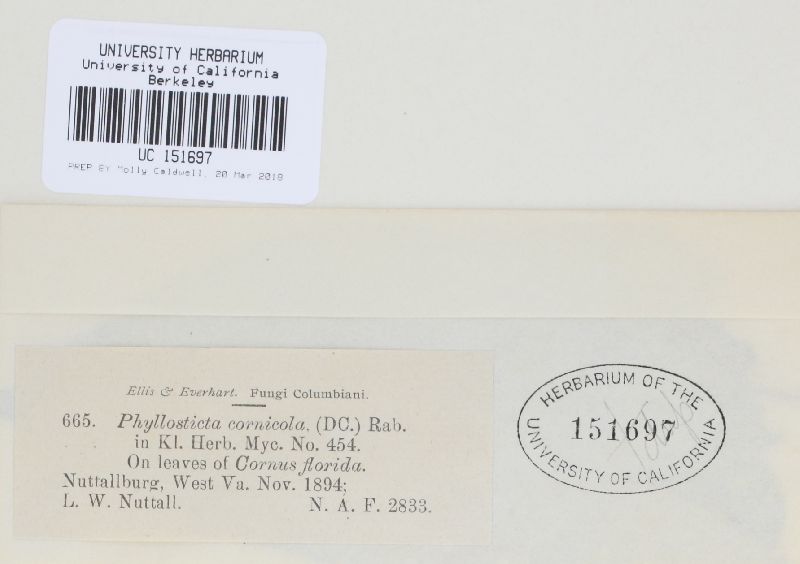 UNIVERSITY HERBARIUM
University of California
Berkeley
UC 151697
PREP BY Molly Caldwell, 20 Mar 2019
Ellis & Everhart. Fungi Columbiani.
665. Phyllosticta cornicola, (DC.) Rab.
in Kl. Herb. Myc. No. 454.
On leaves of Cornus florida.
Nuttallburg, West Va. Nov. 1894;
L. W. Nuttall. N. A. F. 2833.
HERBARIUM OF THE
151697
UNIVERSITY OF CALIFORNIA